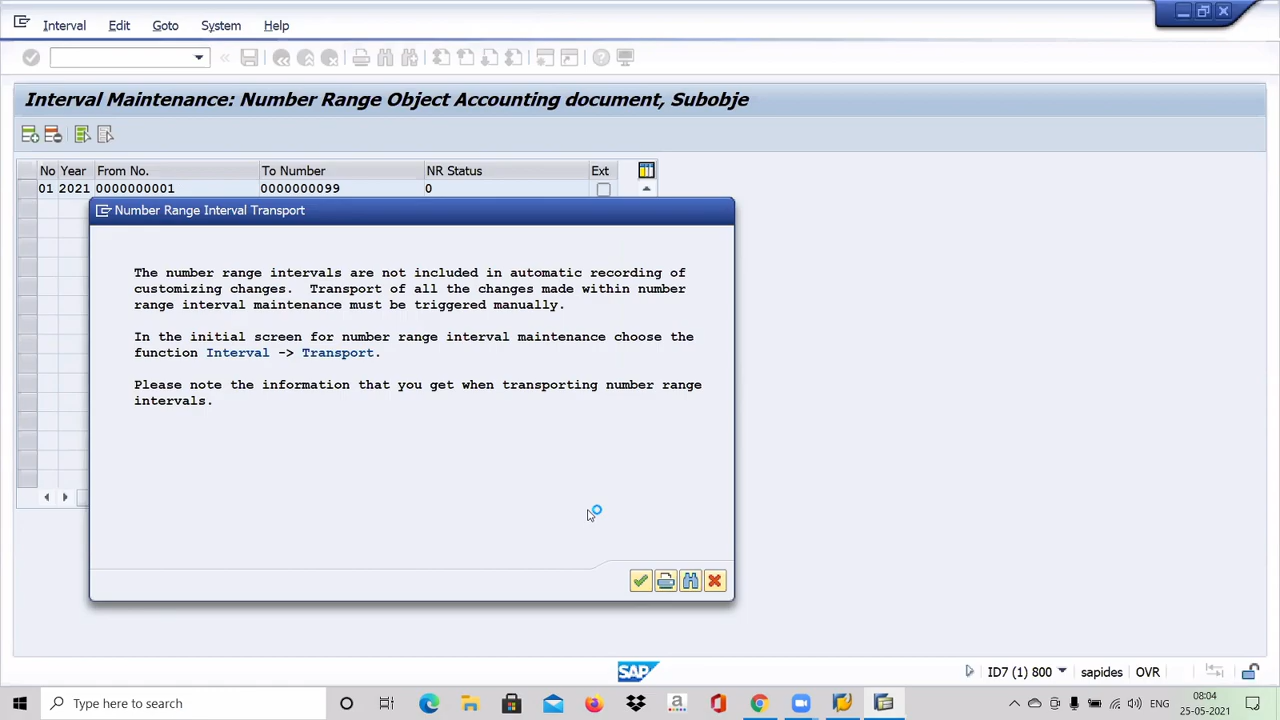 Interval Edit Goto System Help
Interval Maintenance: Number Range Object Accounting document, Subobje
No Year From No. To Number NR Status Ext
01 2021 0000000001 0000000099 0
Number Range Interval Transport
The number range intervals are not included in automatic recording of
customizing changes. Transport of all the changes made within number
range interval maintenance must be triggered manually.
In the initial screen for number range interval maintenance choose the
function Interval -> Transport.
Please note the information that you get when transporting number range
intervals.
SAP
ID7 (1) 800 sapides OVR
Type here to search
ENG
08:04
25-05-2021